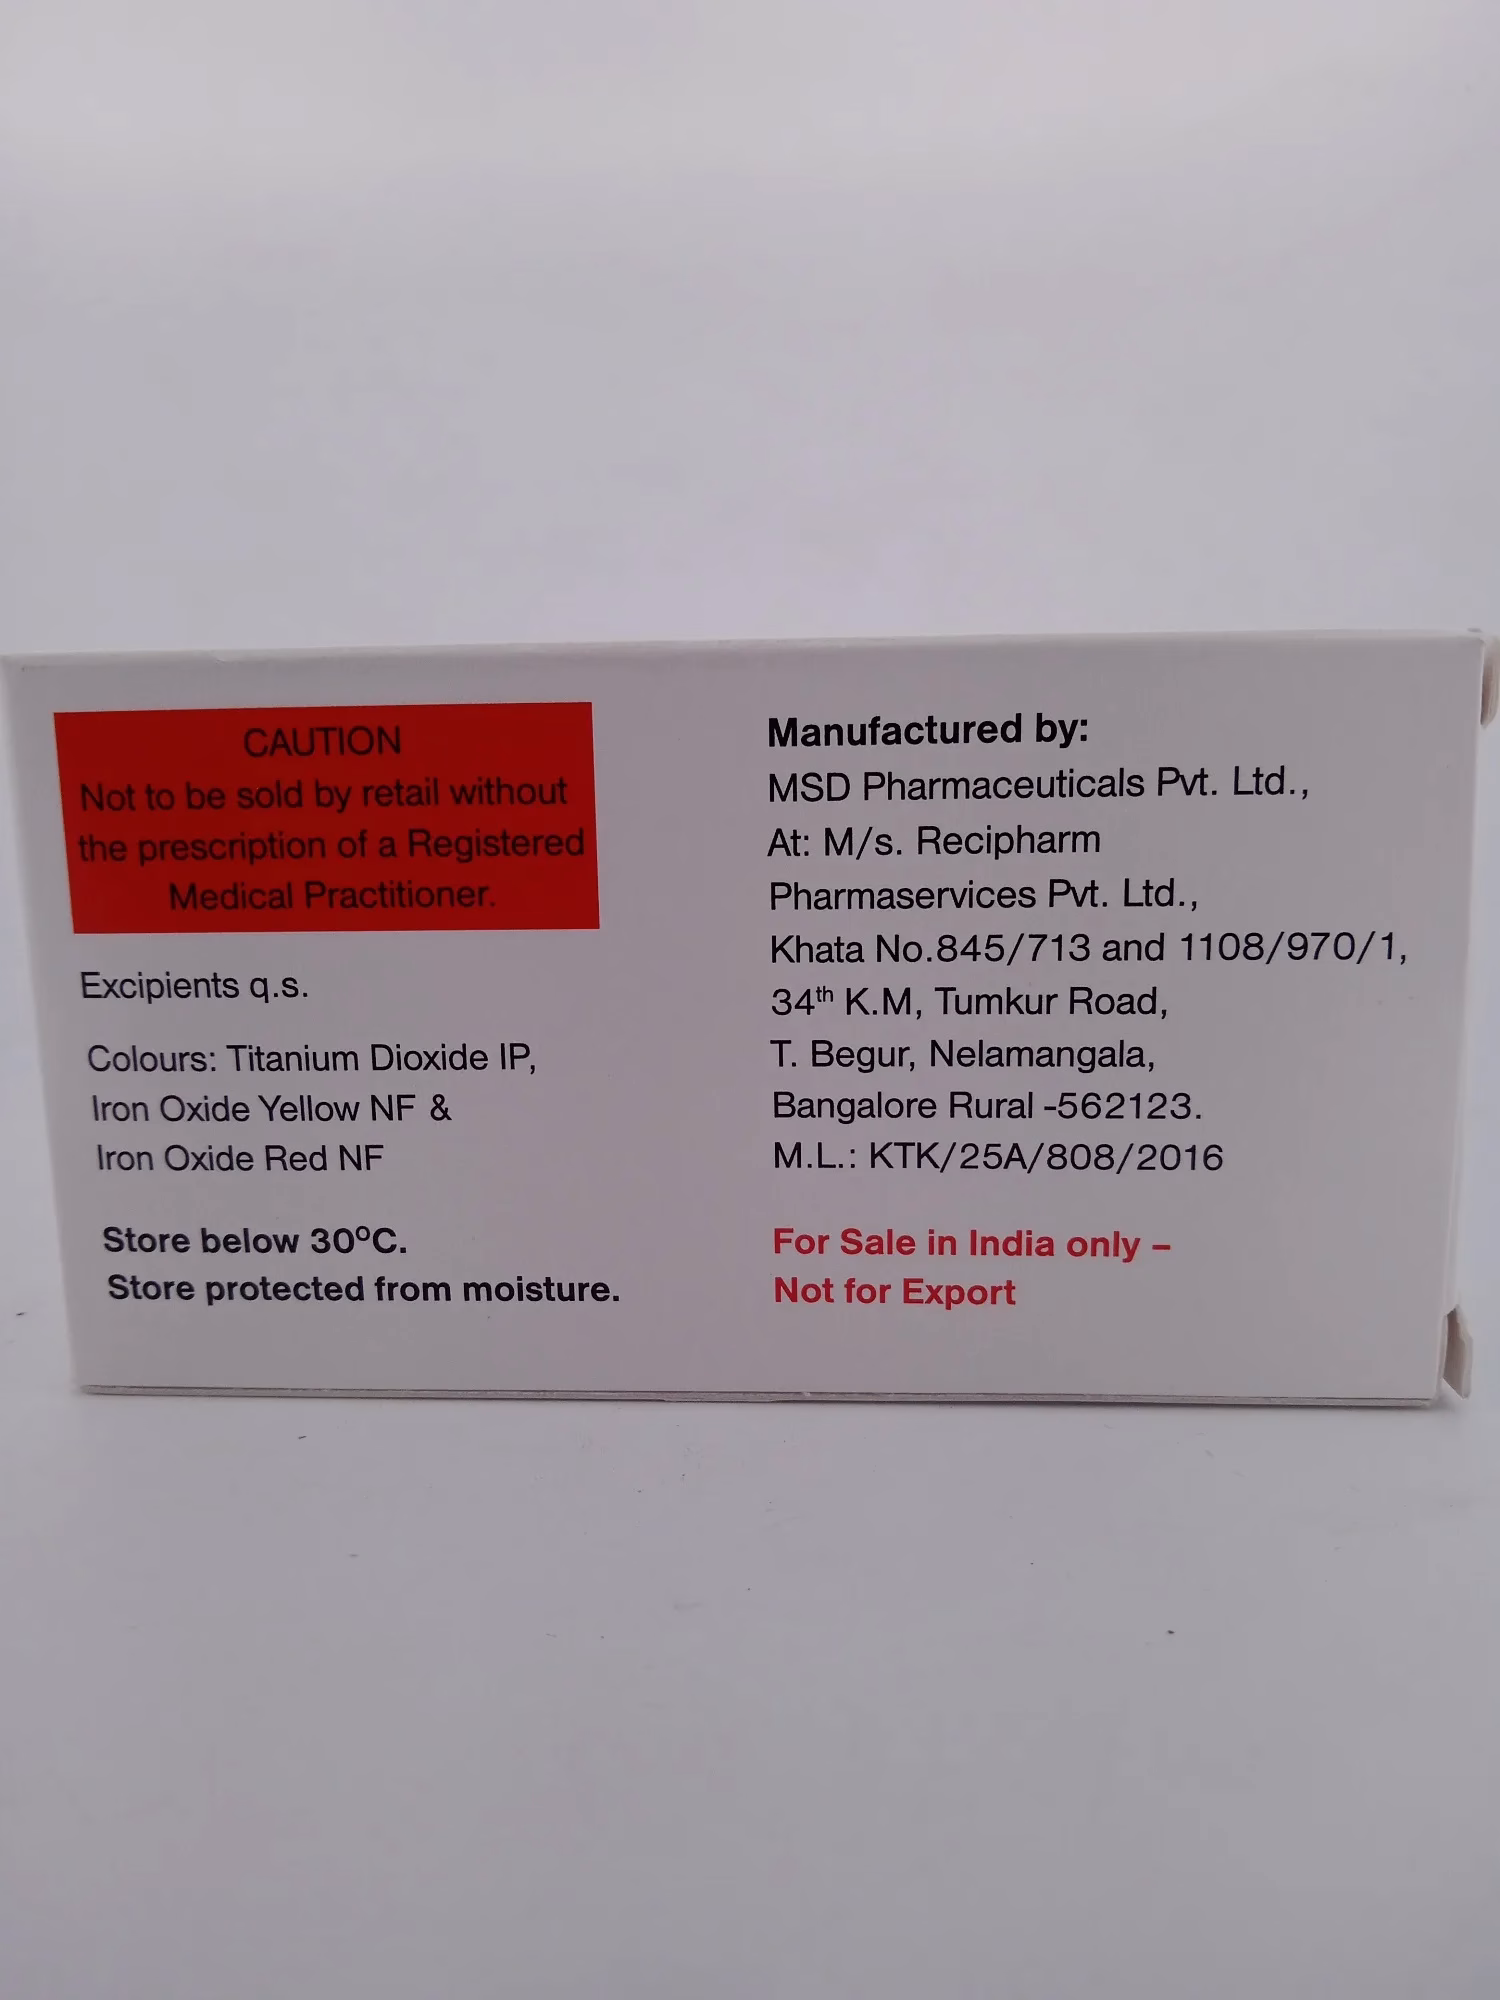 CAUTION
Not to be sold by retail without
the prescription of a Registered
Medical Practitioner.
Excipients q.s.
Colours: Titanium Dioxide IP,
Iron Oxide Yellow NF &
Iron Oxide Red NF
Store below 30ºC.
Store protected from moisture.
Manufactured by:
MSD Pharmaceuticals Pvt. Ltd.,
At: M/s. Recipharm
Pharmaservices Pvt. Ltd.,
Khata No.845/713 and 1108/970/1,
34th K.M, Tumkur Road,
T. Begur, Nelamangala,
Bangalore Rural -562123.
M.L.: KTK/25A/808/2016
For Sale in India only –
Not for Export